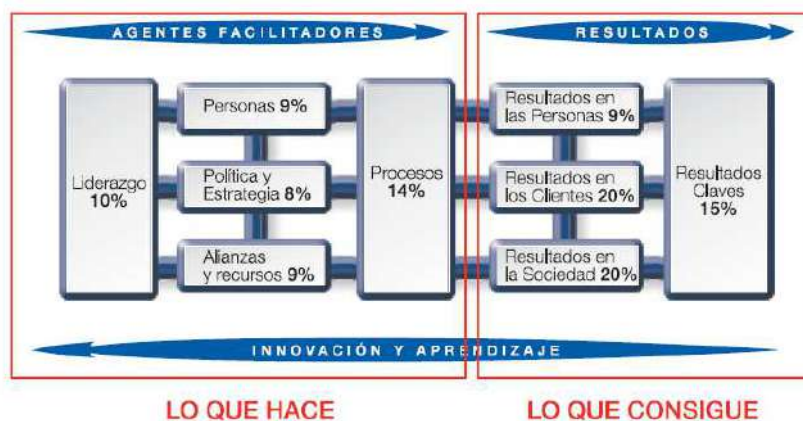 AGENTES FACILITADORES
RESULTADOS
Liderazgo
10%
Personas 9%
Política y
Estrategia 8%
Alianzas
y recursos 9%
Procesos
14%
Resultados en
las Personas 9%
Resultados en
los Clientes 20%
Resultados en
la Sociedad 20%
Resultados
Claves
15%
INNOVACIÓN Y APRENDIZAJE
LO QUE HACE
LO QUE CONSIGUE